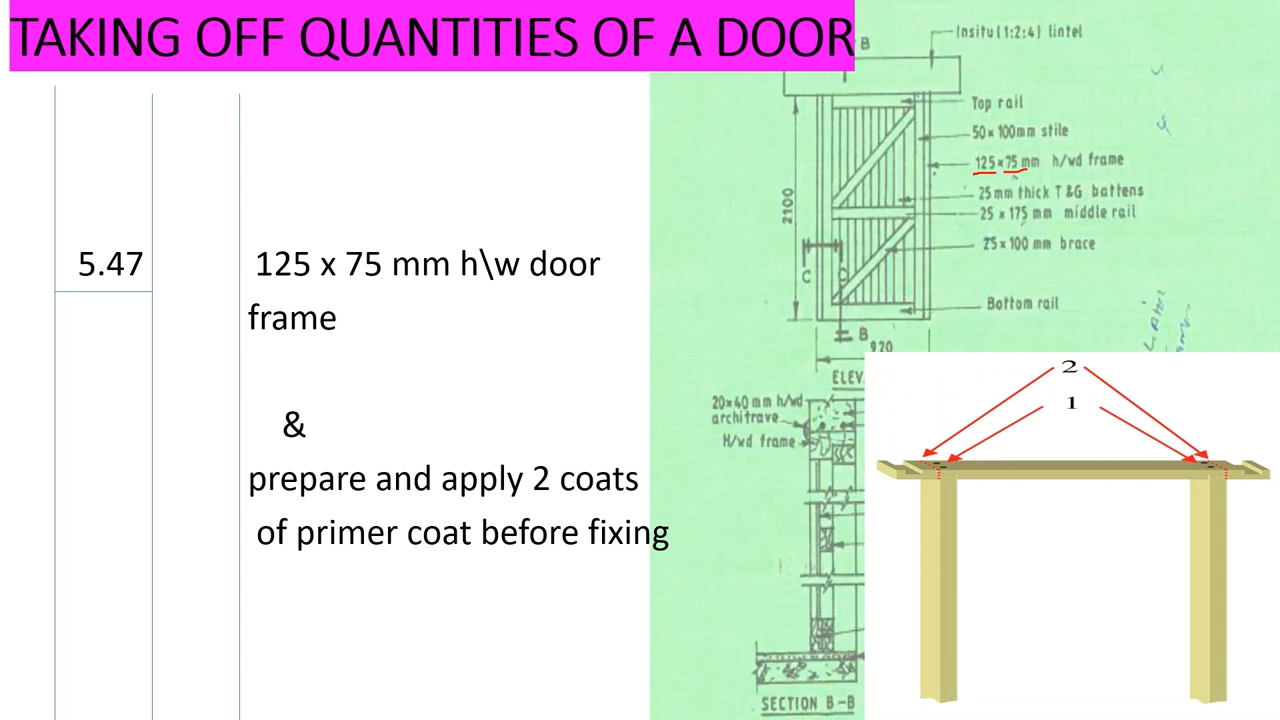 TAKING OFF QUANTITIES OF A DOOR
B
Insitu(1:2:4) lintel
Top rail
50×100mm stile
125×75 mm h/wd frame
25mm thick T&G battens
25 x 175 mm middle rail
25×100 mm brace
2100
C
C
Bottom rail
B
920
ELEV
5.47
125 x 75 mm h\w door
frame
&
prepare and apply 2 coats
of primer coat before fixing
20×40 mm h/wd
architrave
H/wd frame
SECTION B-B
2
1